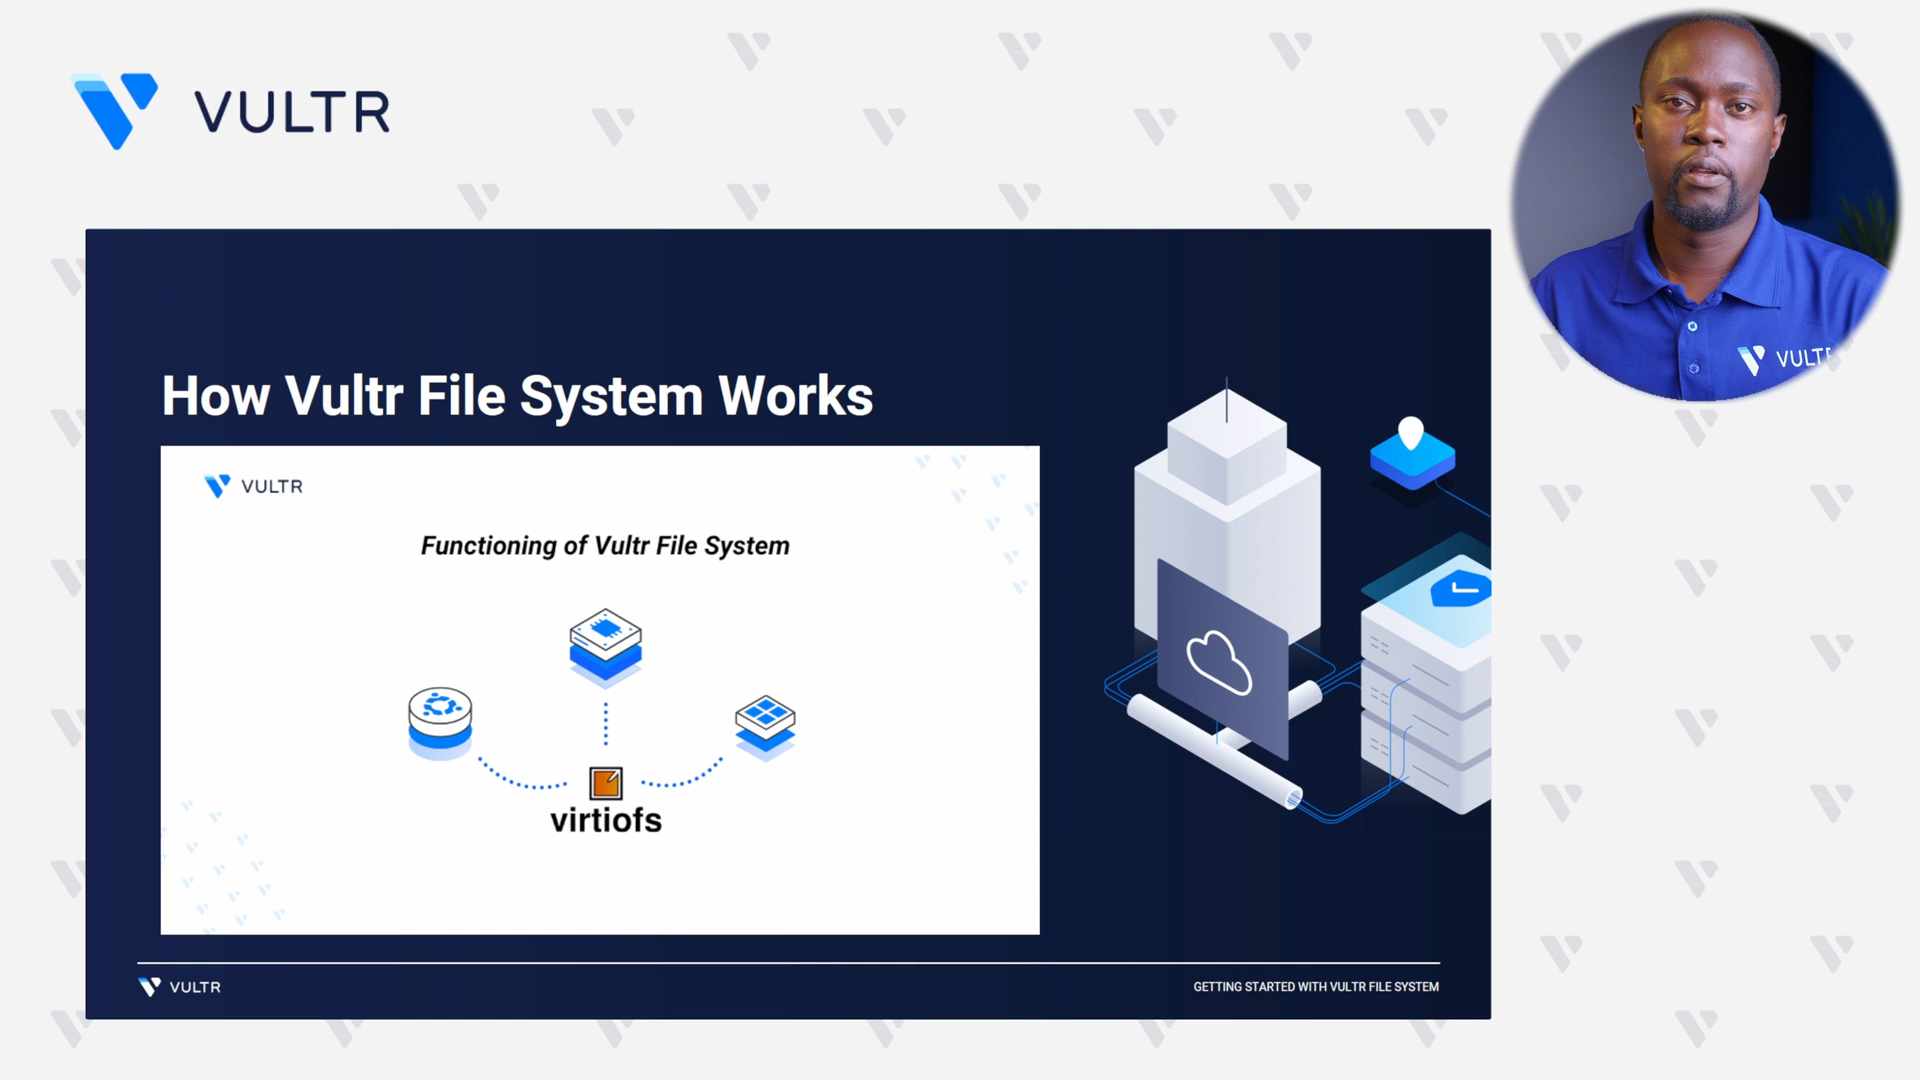 VULTR
VULTR
How Vultr File System Works
VULTR
Functioning of Vultr File System
virtiofs
VULTR
GETTING STARTED WITH VULTR FILE SYSTEM